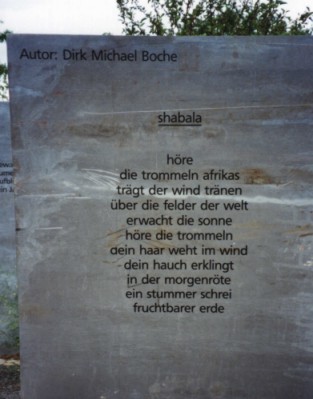 Autor: Dirk Michael Boche
shabala
höre
die trommeln afrikas
trägt der wind tränen
über die felder der welt
erwacht die sonne
höre die trommeln
dein haar weht im wind
dein hauch erklingt
in der morgenröte
ein stummer schrei
fruchtbarer erde